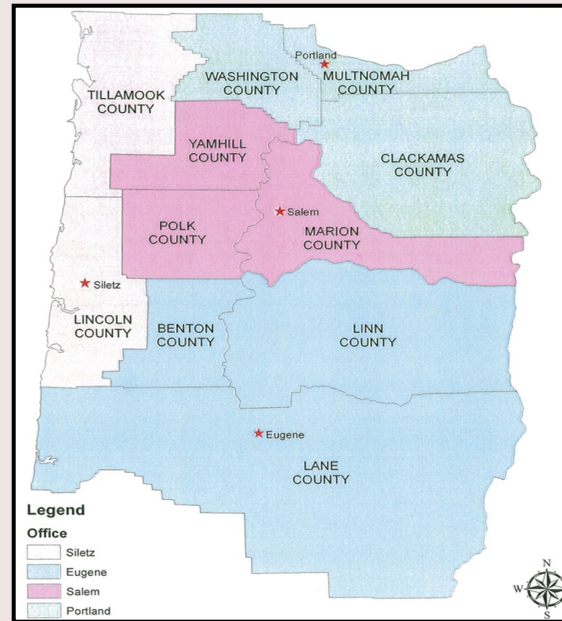 Portland
WASHINGTON
COUNTY
MULTNOMAH
COUNTY
TILLAMOOK
COUNTY
YAMHILL
COUNTY
CLACKAMAS
COUNTY
POLK
COUNTY
Salem
MARION
COUNTY
Siletz
LINCOLN
COUNTY
BENTON
COUNTY
LINN
COUNTY
Eugene
LANE
COUNTY
Legend
Office
Siletz
Eugene
Salem
Portland
N
W
E
S